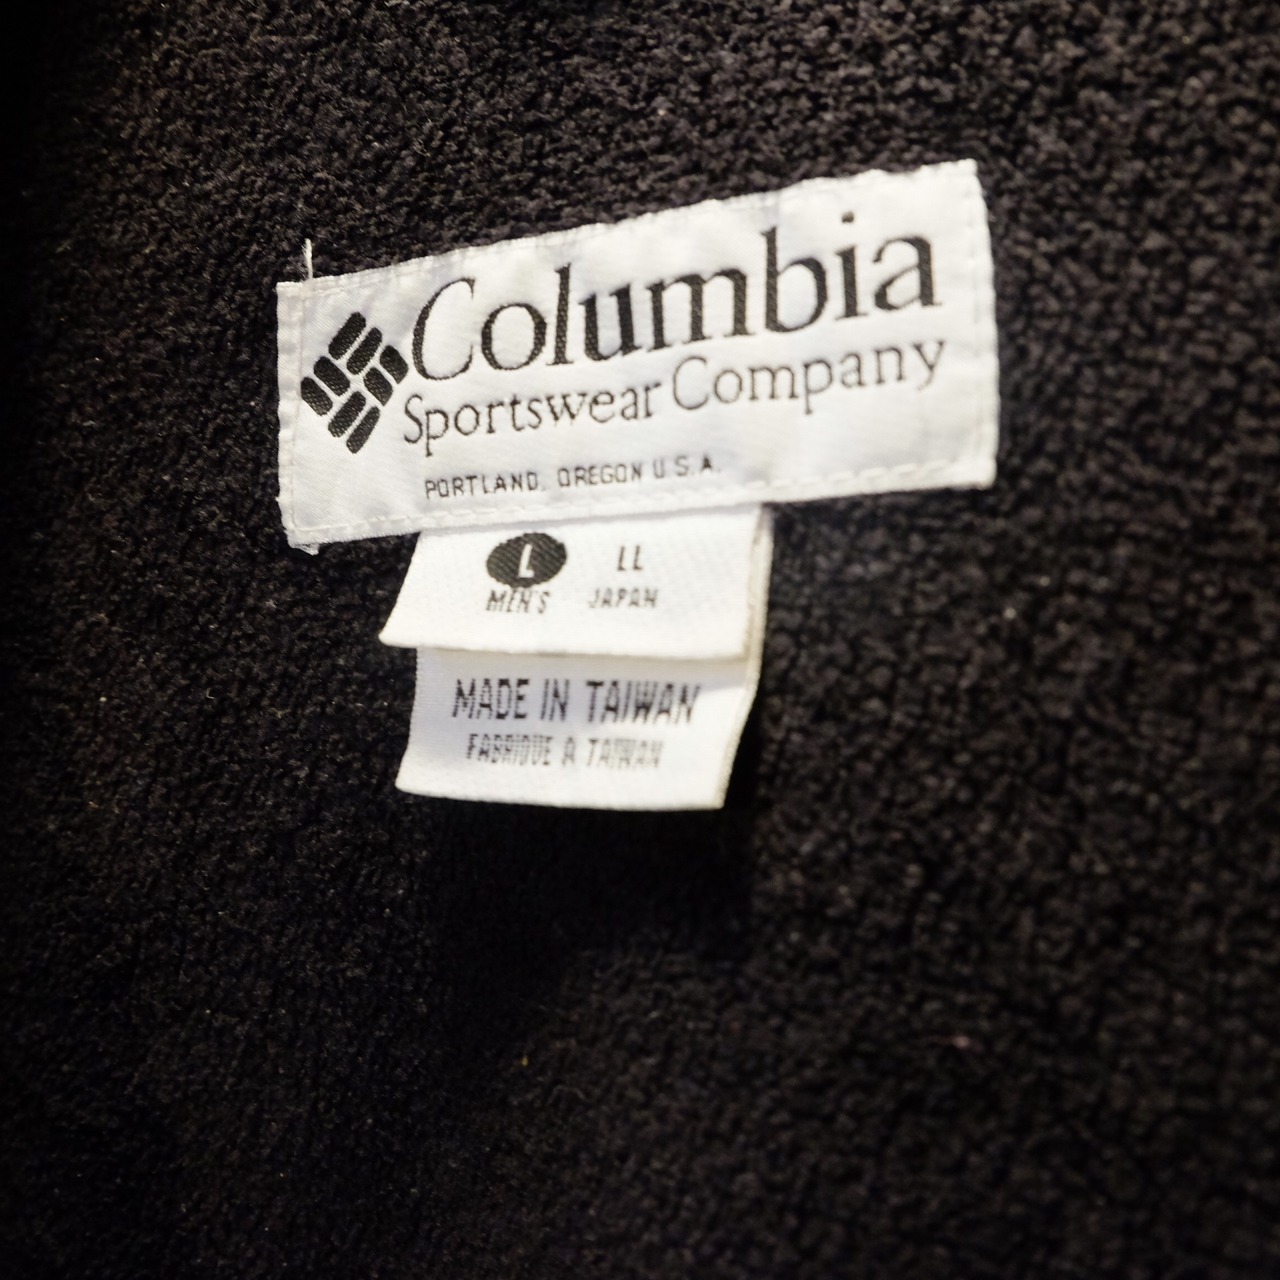 Columbia
Sportswear Company
PORTLAND, OREGON U.S.A.
L LL
MEN'S JAPAN
MADE IN TAIWAN
FABRIQUE A TAIWAN